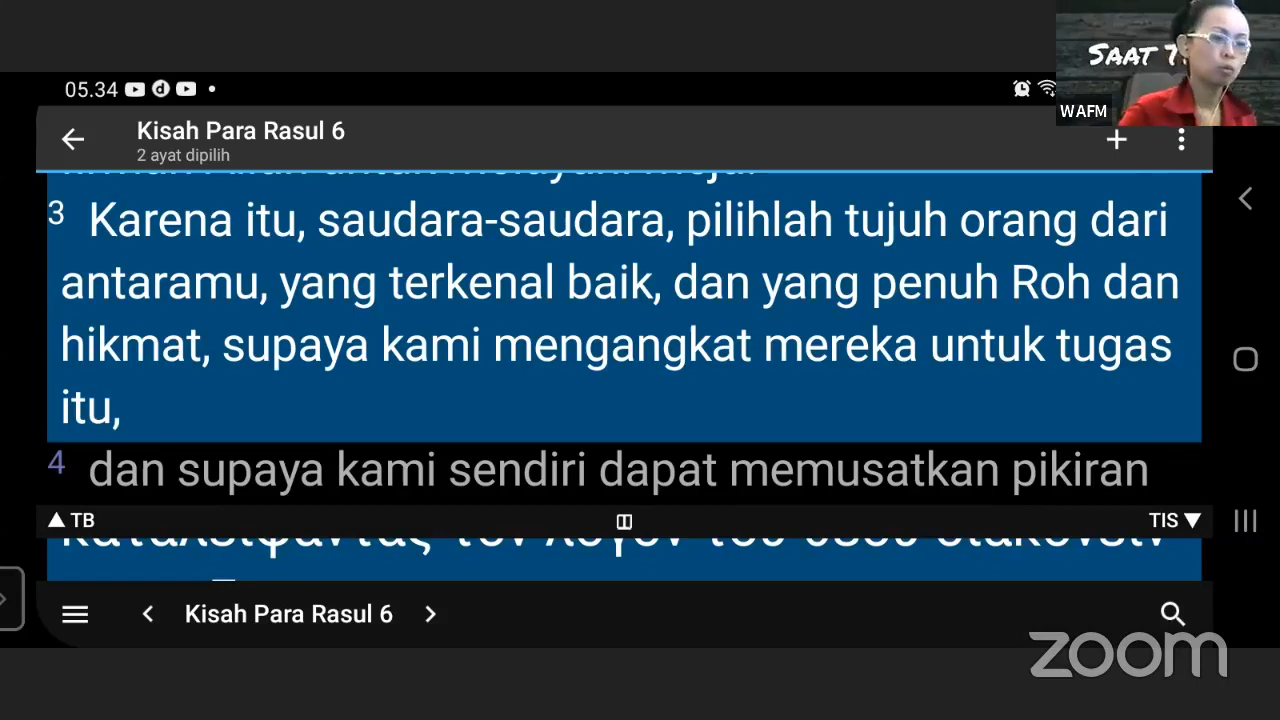 SAAT
WAFM
05.34
Kisah Para Rasul 6
2 ayat dipilih
3 Karena itu, saudara-saudara, pilihlah tujuh orang dari
antaramu, yang terkenal baik, dan yang penuh Roh dan
hikmat, supaya kami mengangkat mereka untuk tugas
itu,
4 dan supaya kami sendiri dapat memusatkan pikiran
TB
TIS
Kisah Para Rasul 6
zoom